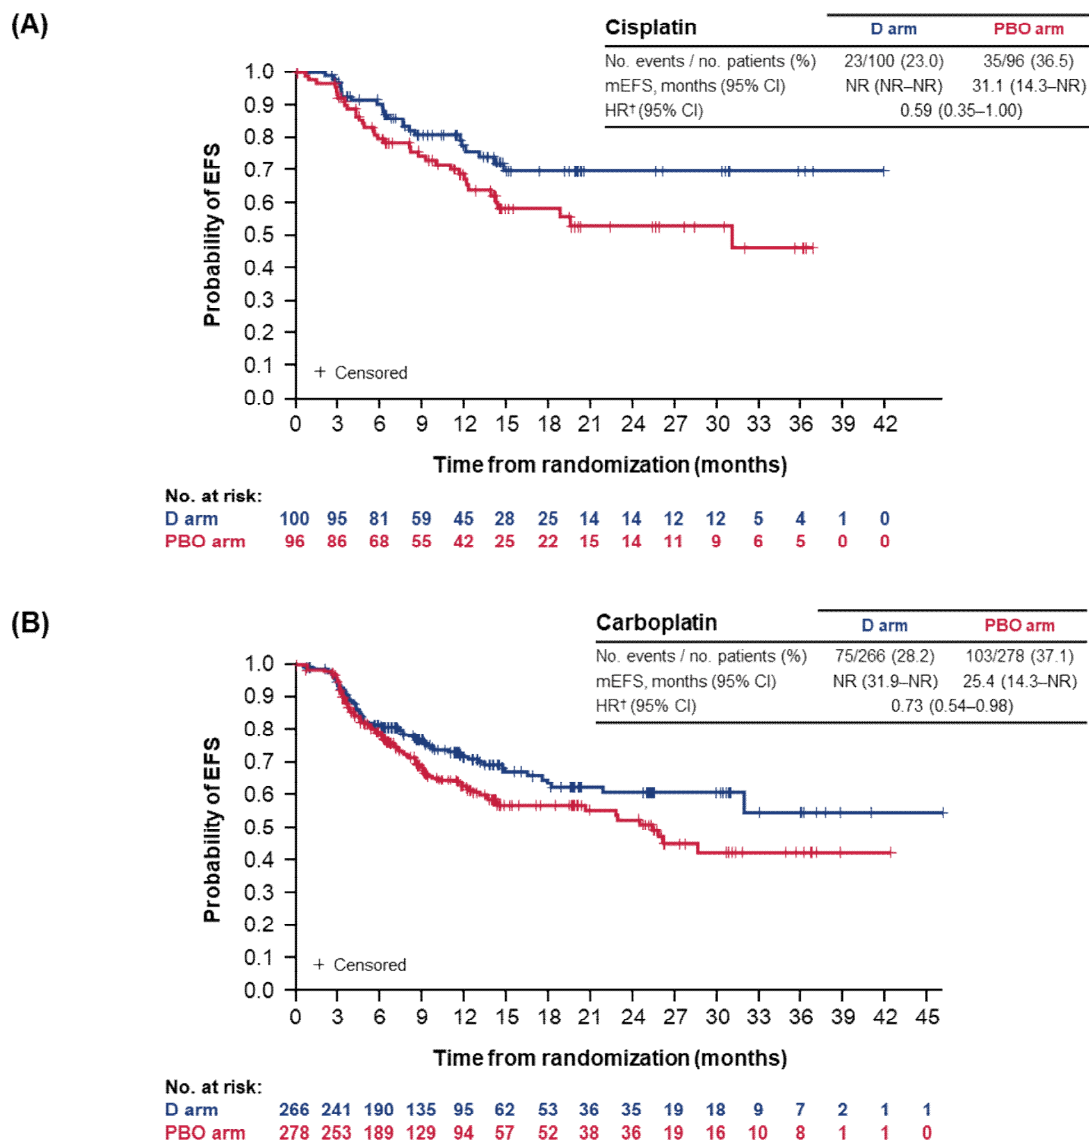 (A)
Cisplatin D arm PBO arm
No. events / no. patients (%) 23/100 (23.0) 35/96 (36.5)
mEFS, months (95% CI) NR (NR–NR) 31.1 (14.3–NR)
HR† (95% CI) 0.59 (0.35–1.00)
Probability of EFS
1.0
0.9
0.8
0.7
0.6
0.5
0.4
0.3
0.2
0.1
0.0
+ Censored
0 3 6 9 12 15 18 21 24 27 30 33 36 39 42
Time from randomization (months)
No. at risk:
D arm 100 95 81 59 45 28 25 14 14 12 12 5 4 1 0
PBO arm 96 86 68 55 42 25 22 15 14 11 9 6 5 0 0
(B)
Carboplatin D arm PBO arm
No. events / no. patients (%) 75/266 (28.2) 103/278 (37.1)
mEFS, months (95% CI) NR (31.9–NR) 25.4 (14.3–NR)
HR† (95% CI) 0.73 (0.54–0.98)
Probability of EFS
1.0
0.9
0.8
0.7
0.6
0.5
0.4
0.3
0.2
0.1
0.0
+ Censored
0 3 6 9 12 15 18 21 24 27 30 33 36 39 42 45
Time from randomization (months)
No. at risk:
D arm 266 241 190 135 95 62 53 36 35 19 18 9 7 2 1 1
PBO arm 278 253 189 129 94 57 52 38 36 19 16 10 8 1 1 0